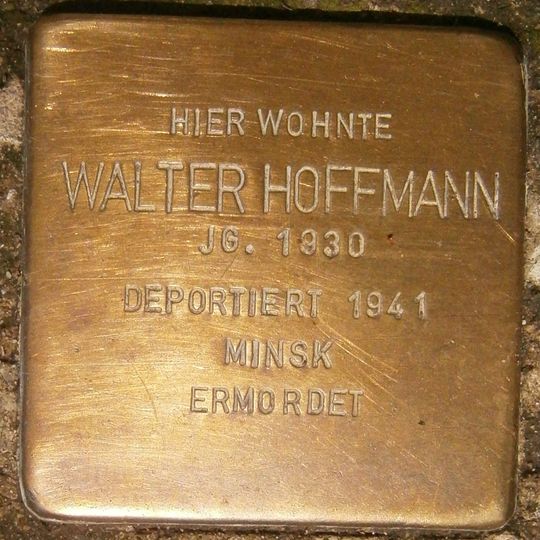 HIER WOHNTE
WALTER HOFFMANN
JG. 1930
DEPORTIERT 1941
MINSK
ERMORDET